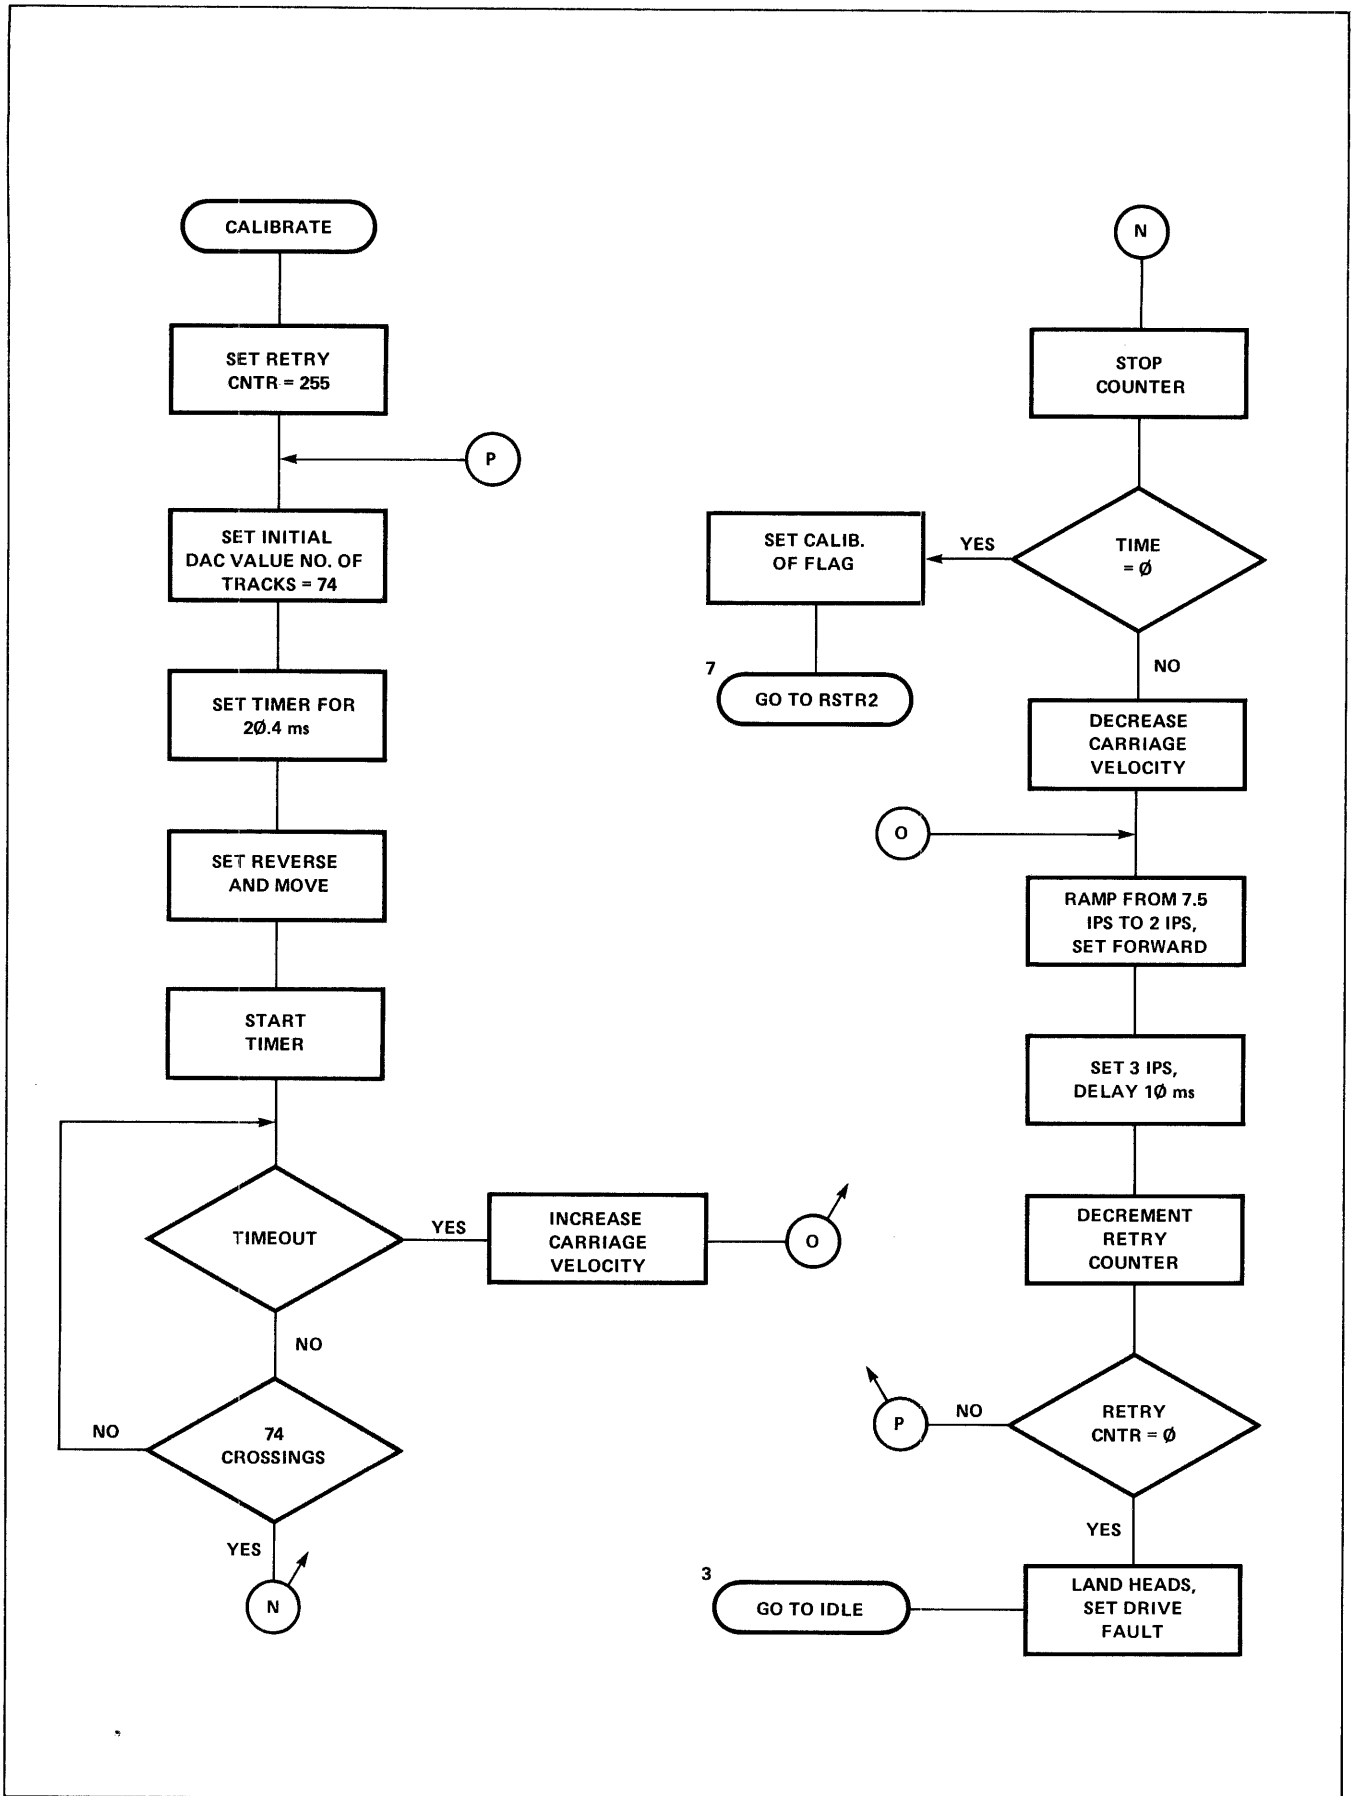 CALIBRATE
SET RETRY
CNTR = 255
P
SET INITIAL
DAC VALUE NO. OF
TRACKS = 74
SET TIMER FOR
2Ø.4 ms
SET REVERSE
AND MOVE
START
TIMER
TIMEOUT
YES
INCREASE
CARRIAGE
VELOCITY
O
NO
74
CROSSINGS
NO
YES
N
N
STOP
COUNTER
TIME
= Ø
YES
SET CALIB.
OF FLAG
7
GO TO RSTR2
NO
DECREASE
CARRIAGE
VELOCITY
O
RAMP FROM 7.5
IPS TO 2 IPS,
SET FORWARD
SET 3 IPS,
DELAY 1Ø ms
DECREMENT
RETRY
COUNTER
RETRY
CNTR = Ø
NO
P
YES
LAND HEADS,
SET DRIVE
FAULT
3
GO TO IDLE